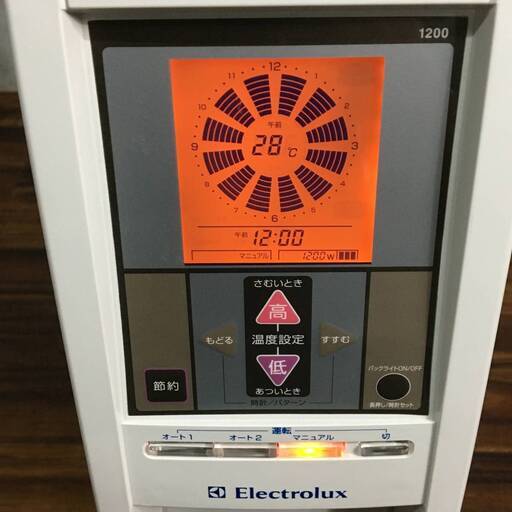 1200
12
11 1
10 2
午前
9 28℃ 3
8 4
7 5
6
午前 12:00
マニュアル 1200W
さむいとき
高
もどる 温度設定 すすむ
低
あついとき
節約
時計/パターン
バックライトON/OFF
長押し/時計セット
運転
オート1 オート2 マニュアル 切
Electrolux